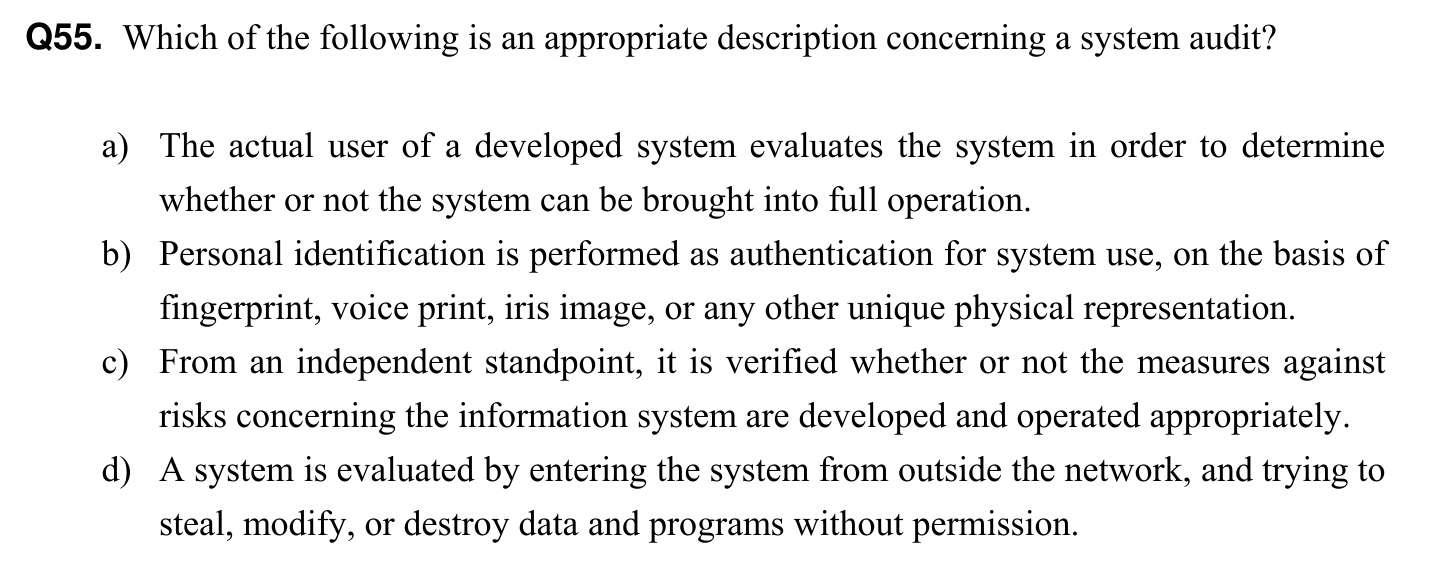 Q55. Which of the following is an appropriate description concerning a system audit?
a) The actual user of a developed system evaluates the system in order to determine
whether or not the system can be brought into full operation.
b) Personal identification is performed as authentication for system use, on the basis of
fingerprint, voice print, iris image, or any other unique physical representation.
c) From an independent standpoint, it is verified whether or not the measures against
risks concerning the information system are developed and operated appropriately.
d) A system is evaluated by entering the system from outside the network, and trying to
steal, modify, or destroy data and programs without permission.